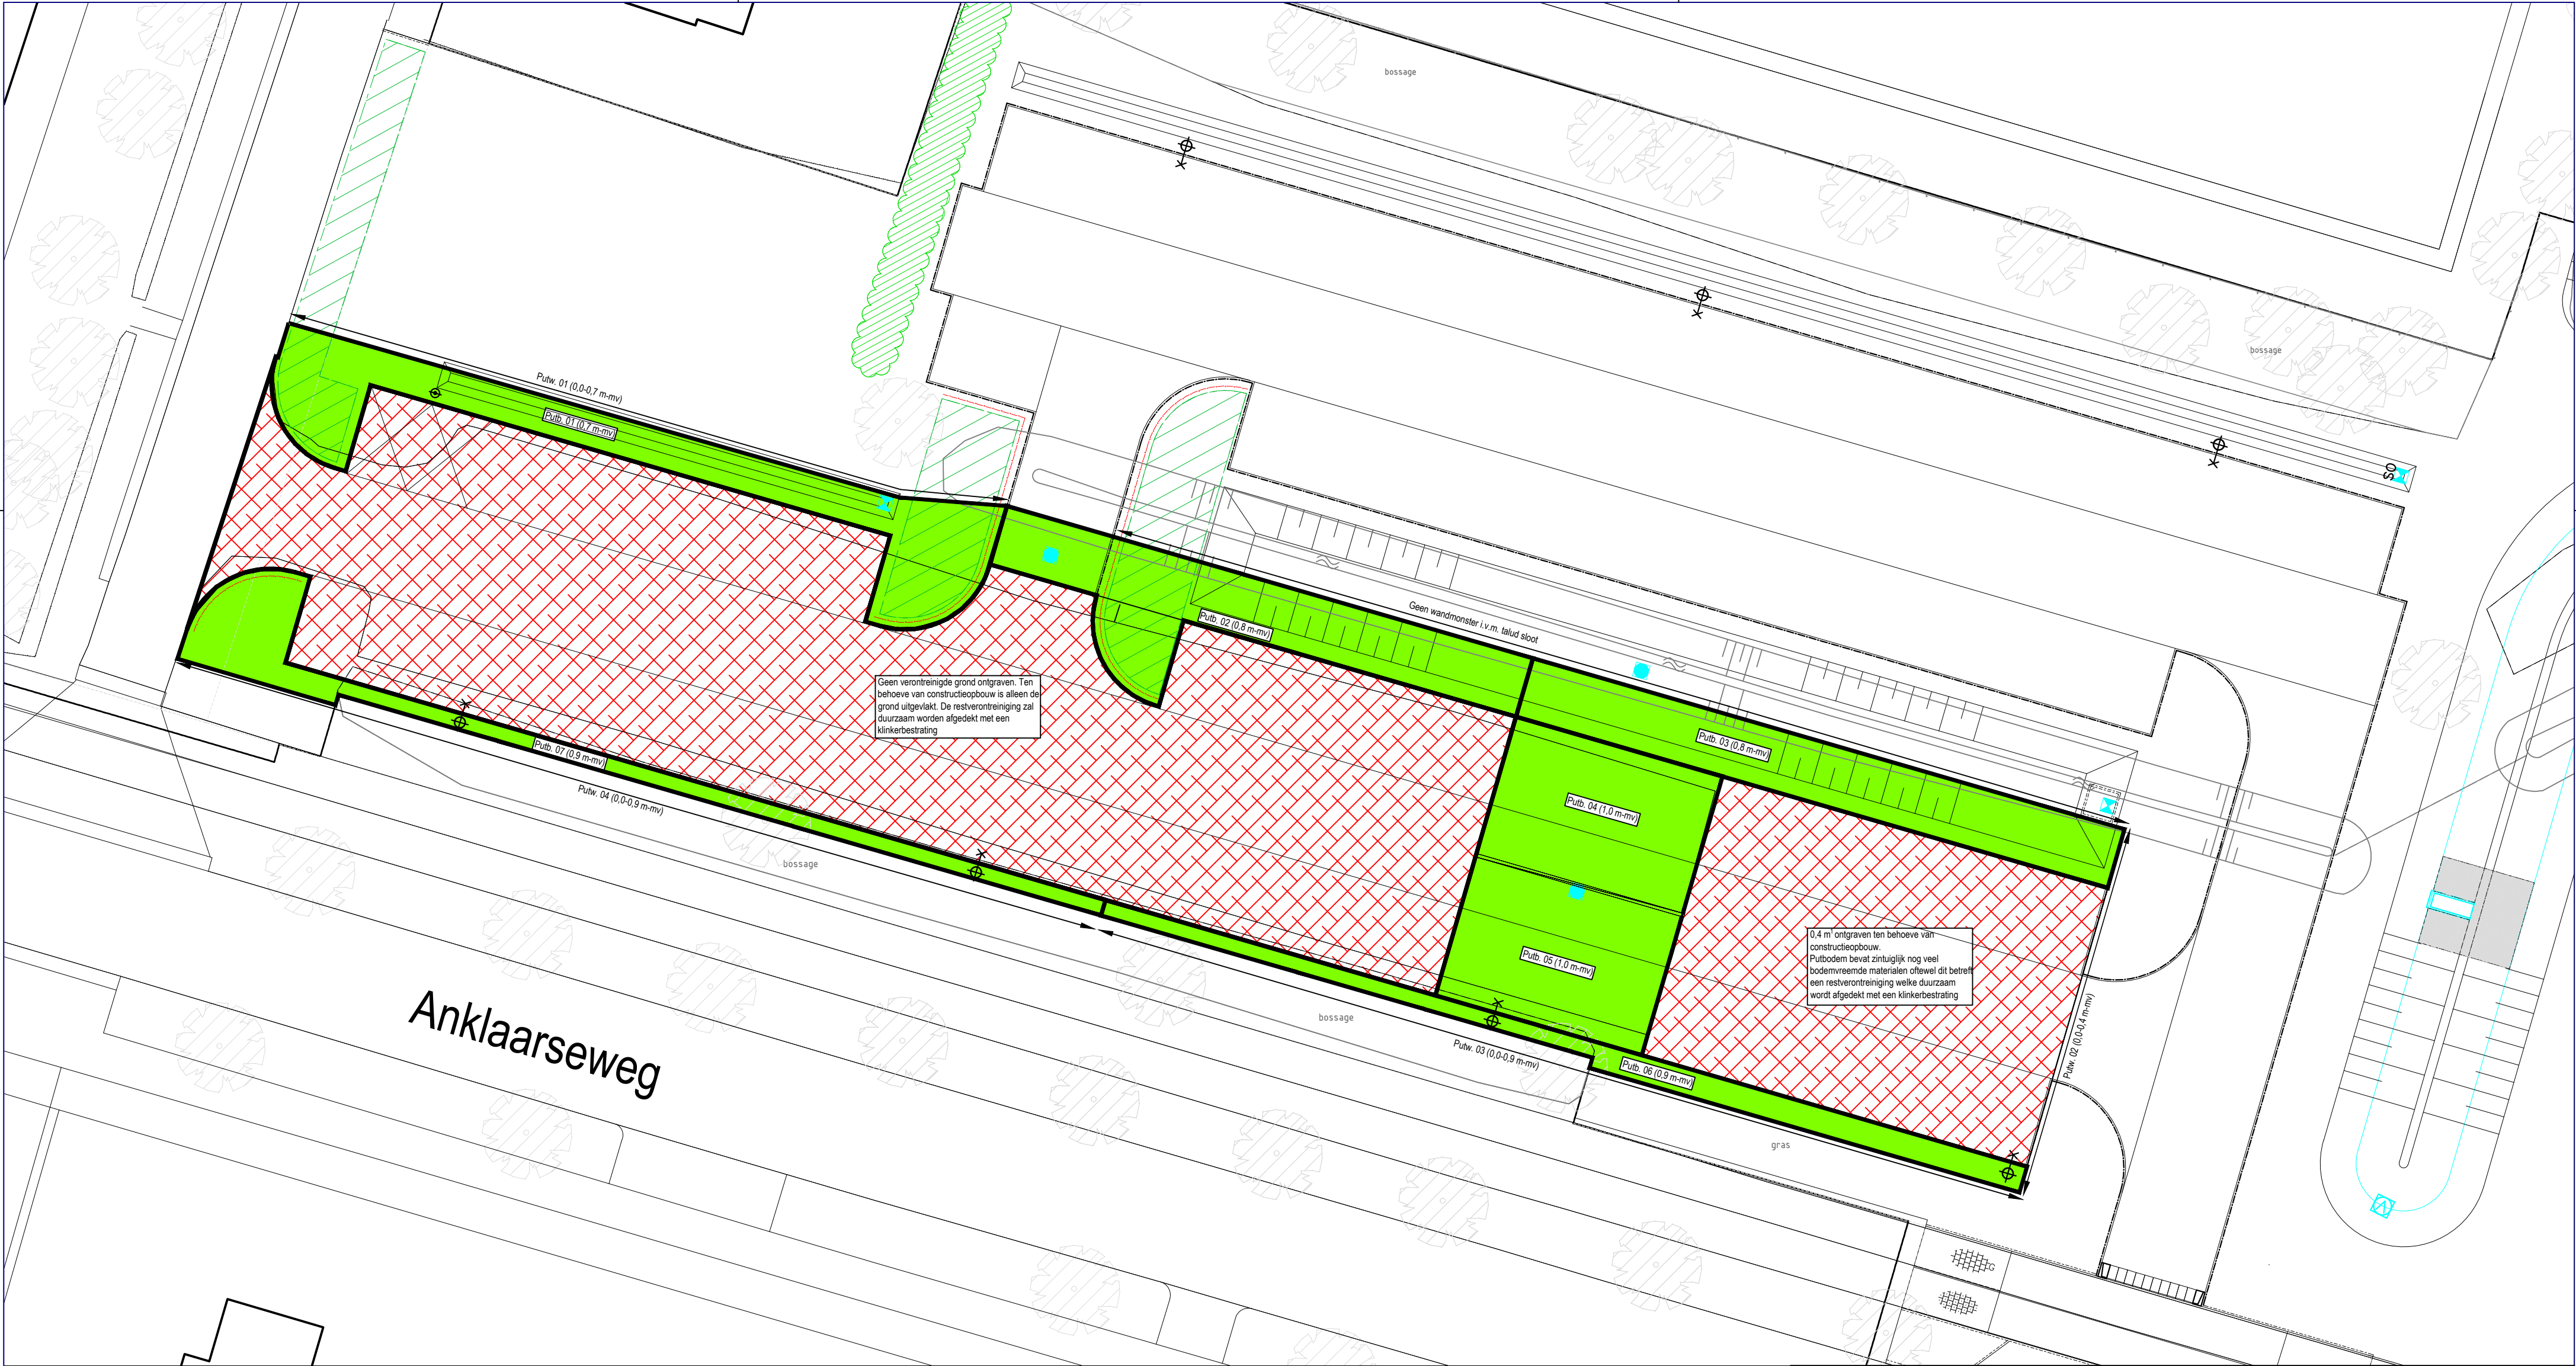 bossage
bossage
Putw. 01 (0,0-0,7 m-mv)
Putb. 01 (0,7 m-mv)
SO
Geen wandmonster i.v.m. talud sloot
Putb. 02 (0,8 m-mv)
Geen verontreinigde grond ontgraven. Ten
behoeve van constructieopbouw is alleen de
grond uitgevlakt. De restverontreiniging zal
duurzaam worden afgedekt met een
klinkerbestrating
Putb. 03 (0,8 m-mv)
Putb. 07 (0,9 m-mv)
Putw. 04 (0,0-0,9 m-mv)
Putb. 04 (1,0 m-mv)
bossage
Putb. 05 (1,0 m-mv)
0,4 m¹ ontgraven ten behoeve van
constructieopbouw.
Putbodem bevat zintuiglijk nog veel
bodemvreemde materialen oftewel dit betreft
een restverontreiniging welke duurzaam
wordt afgedekt met een klinkerbestrating
Anklaarseweg
bossage
Putw. 03 (0,0-0,9 m-mv)
Putb. 06 (0,9 m-mv)
Putw. 02 (0,0-0,4 m-mv)
gras